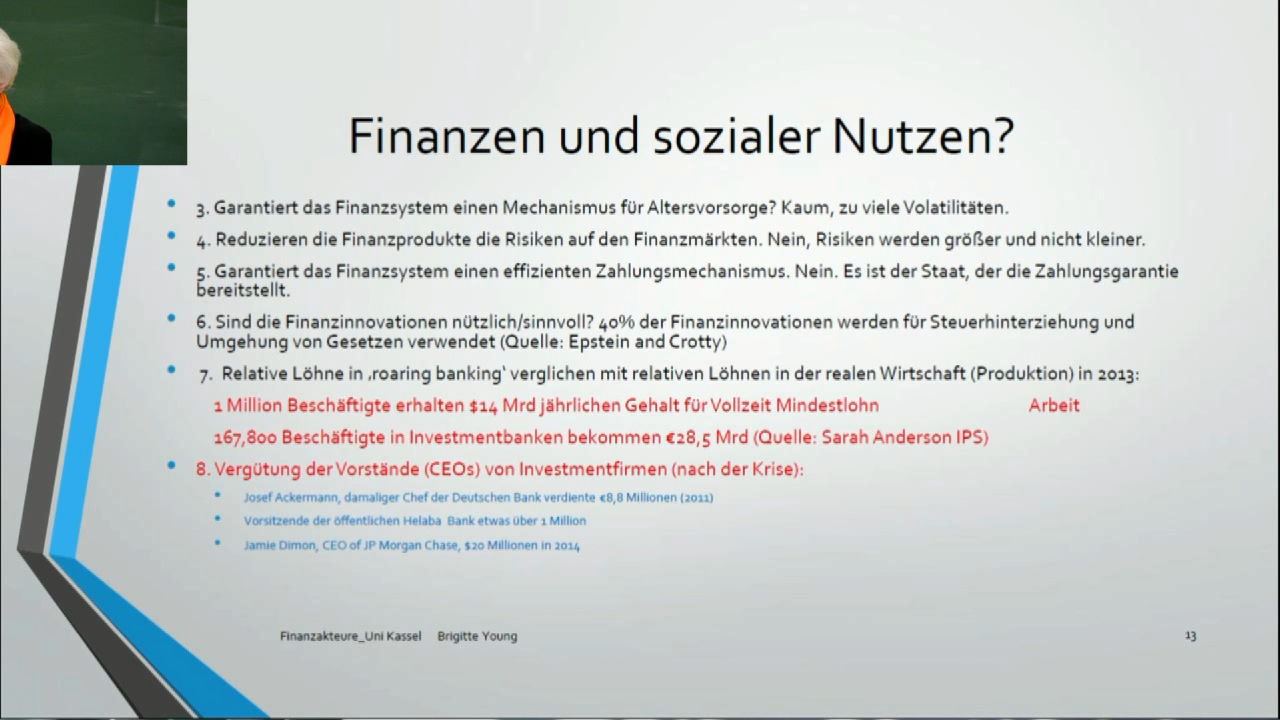 Finanzen und sozialer Nutzen?
3. Garantiert das Finanzsystem einen Mechanismus für Altersvorsorge? Kaum, zu viele Volatilitäten.
4. Reduzieren die Finanzprodukte die Risiken auf den Finanzmärkten. Nein, Risiken werden größer und nicht kleiner.
5. Garantiert das Finanzsystem einen effizienten Zahlungsmechanismus. Nein. Es ist der Staat, der die Zahlungsgarantie
bereitstellt.
6. Sind die Finanzinnovationen nützlich/sinnvoll? 40% der Finanzinnovationen werden für Steuerhinterziehung und
Umgehung von Gesetzen verwendet (Quelle: Epstein and Crotty)
7. Relative Löhne in ‚roaring banking‘ verglichen mit relativen Löhnen in der realen Wirtschaft (Produktion) in 2013:
1 Million Beschäftigte erhalten $14 Mrd jährlichen Gehalt für Vollzeit Mindestlohn Arbeit
167,800 Beschäftigte in Investmentbanken bekommen €28,5 Mrd (Quelle: Sarah Anderson IPS)
8. Vergütung der Vorstände (CEOs) von Investmentfirmen (nach der Krise):
Josef Ackermann, damaliger Chef der Deutschen Bank verdiente €8,8 Millionen (2011)
Vorsitzende der öffentlichen Helaba Bank etwas über 1 Million
Jamie Dimon, CEO of JP Morgan Chase, $20 Millionen in 2014
Finanzakteure_Uni Kassel Brigitte Young 13